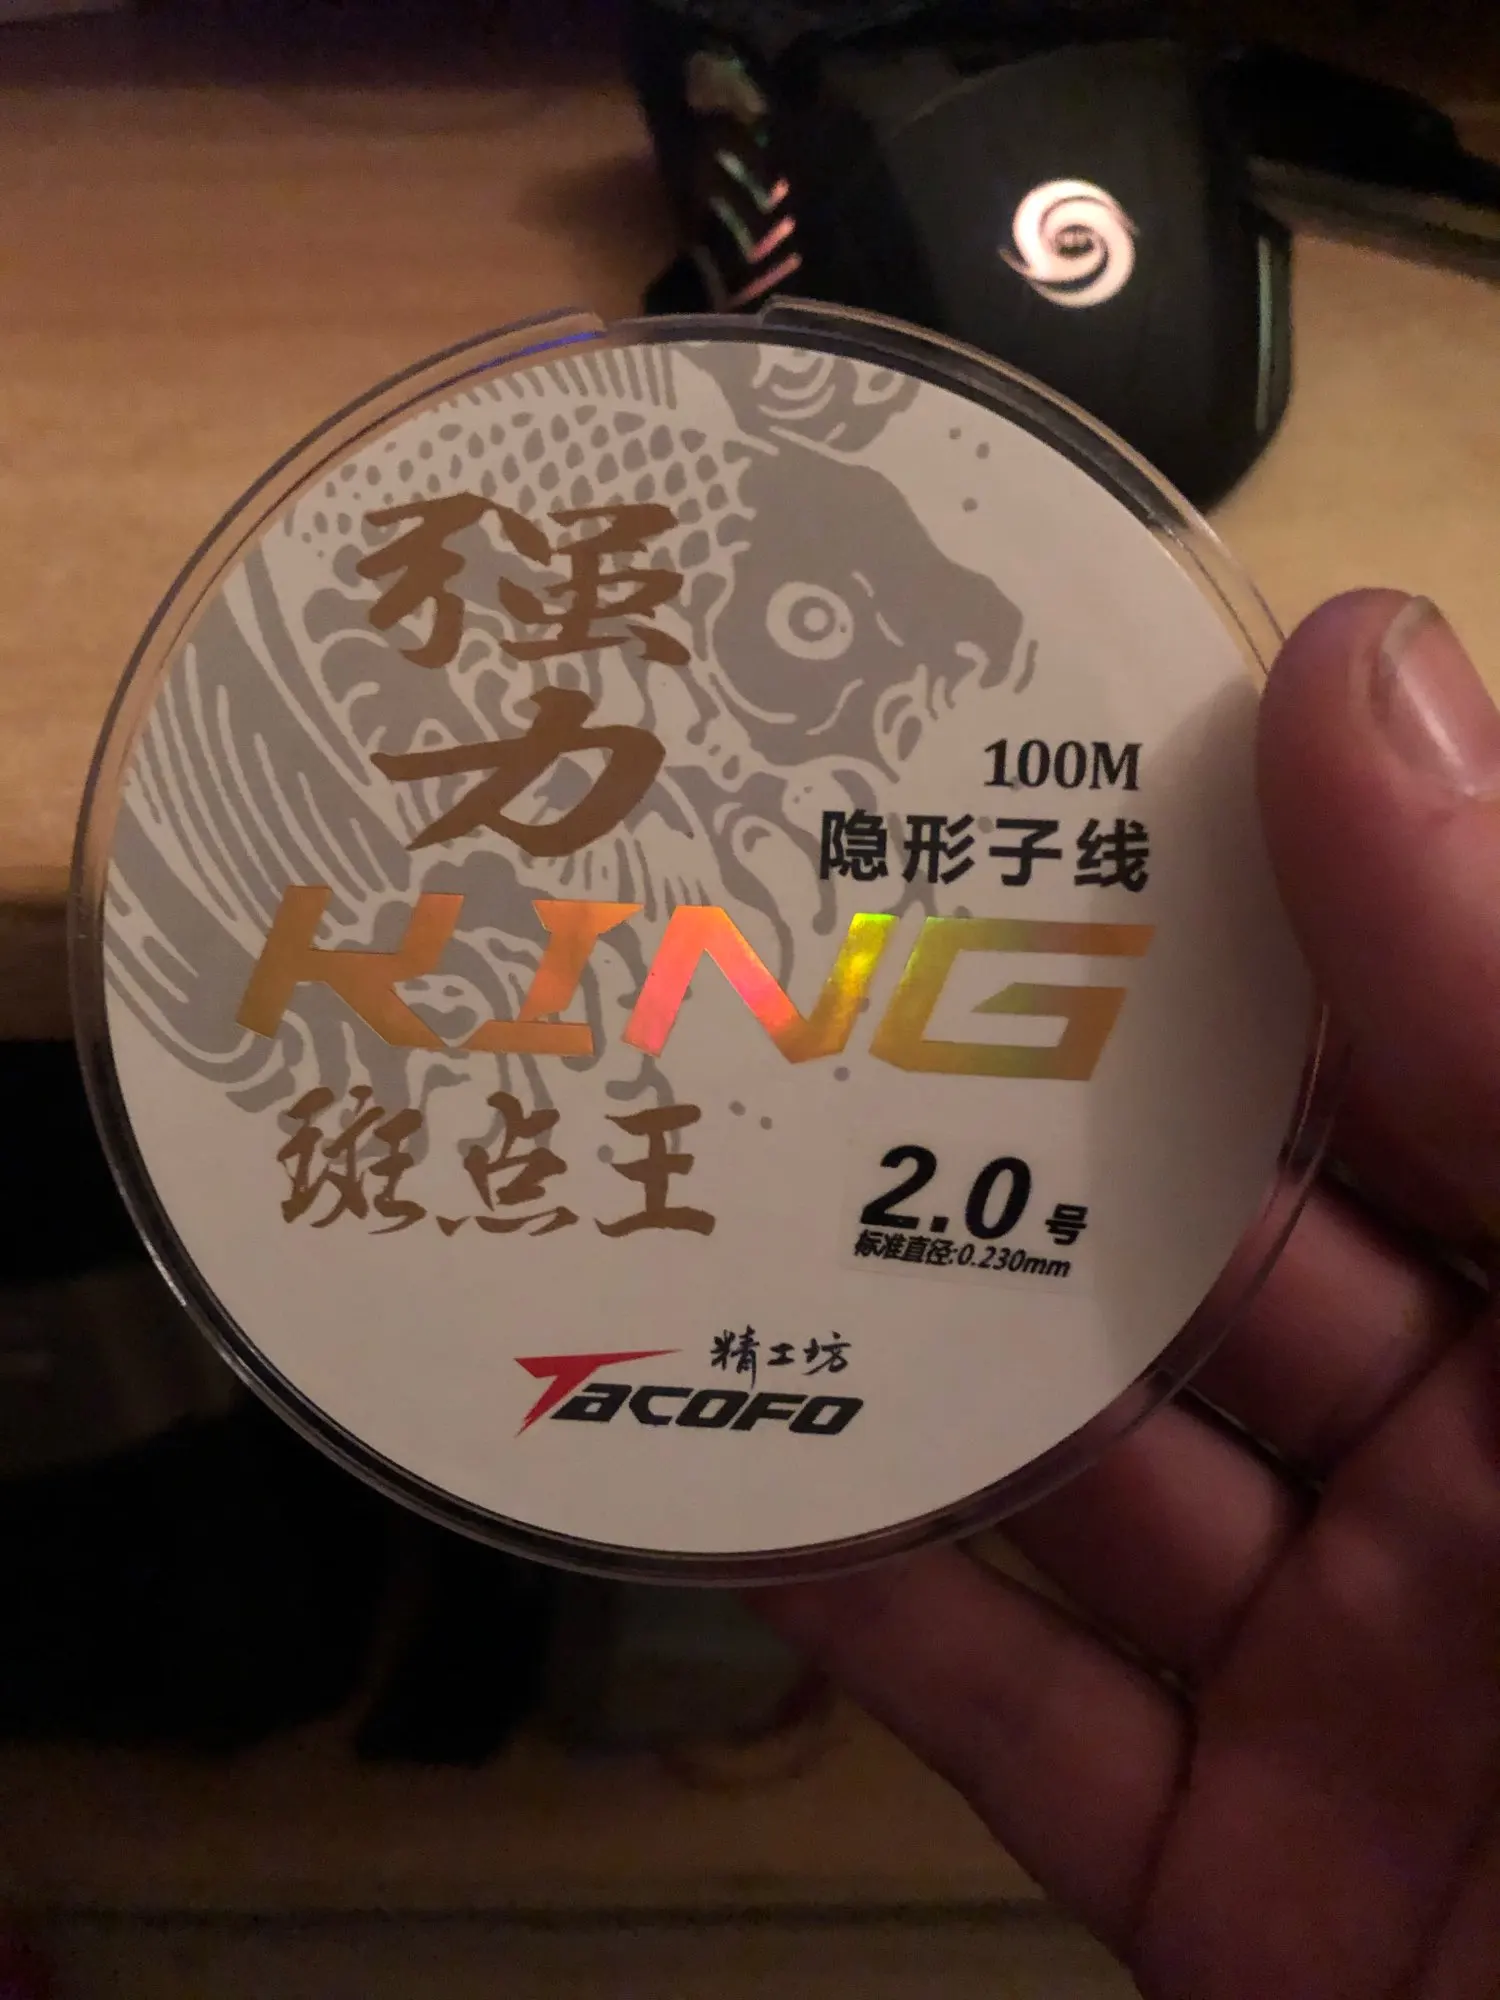 强力
100M
隐形子线
KING
斑点王
2.0号
标准直径:0.230mm
精工坊
TACOFO